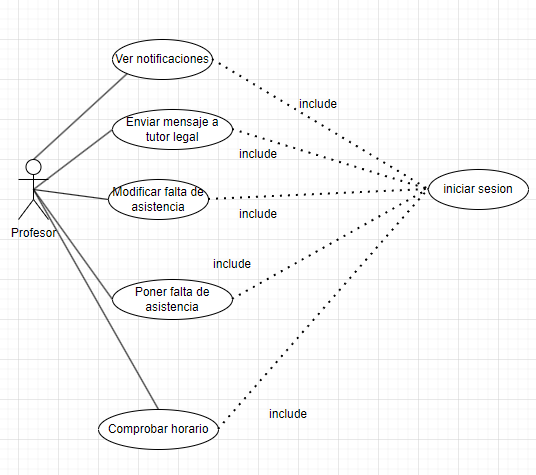 Ver notificaciones
include
Enviar mensaje a
tutor legal
include
Modificar falta de
asistencia
include
iniciar sesion
Profesor
include
Poner falta de
asistencia
include
Comprobar horario